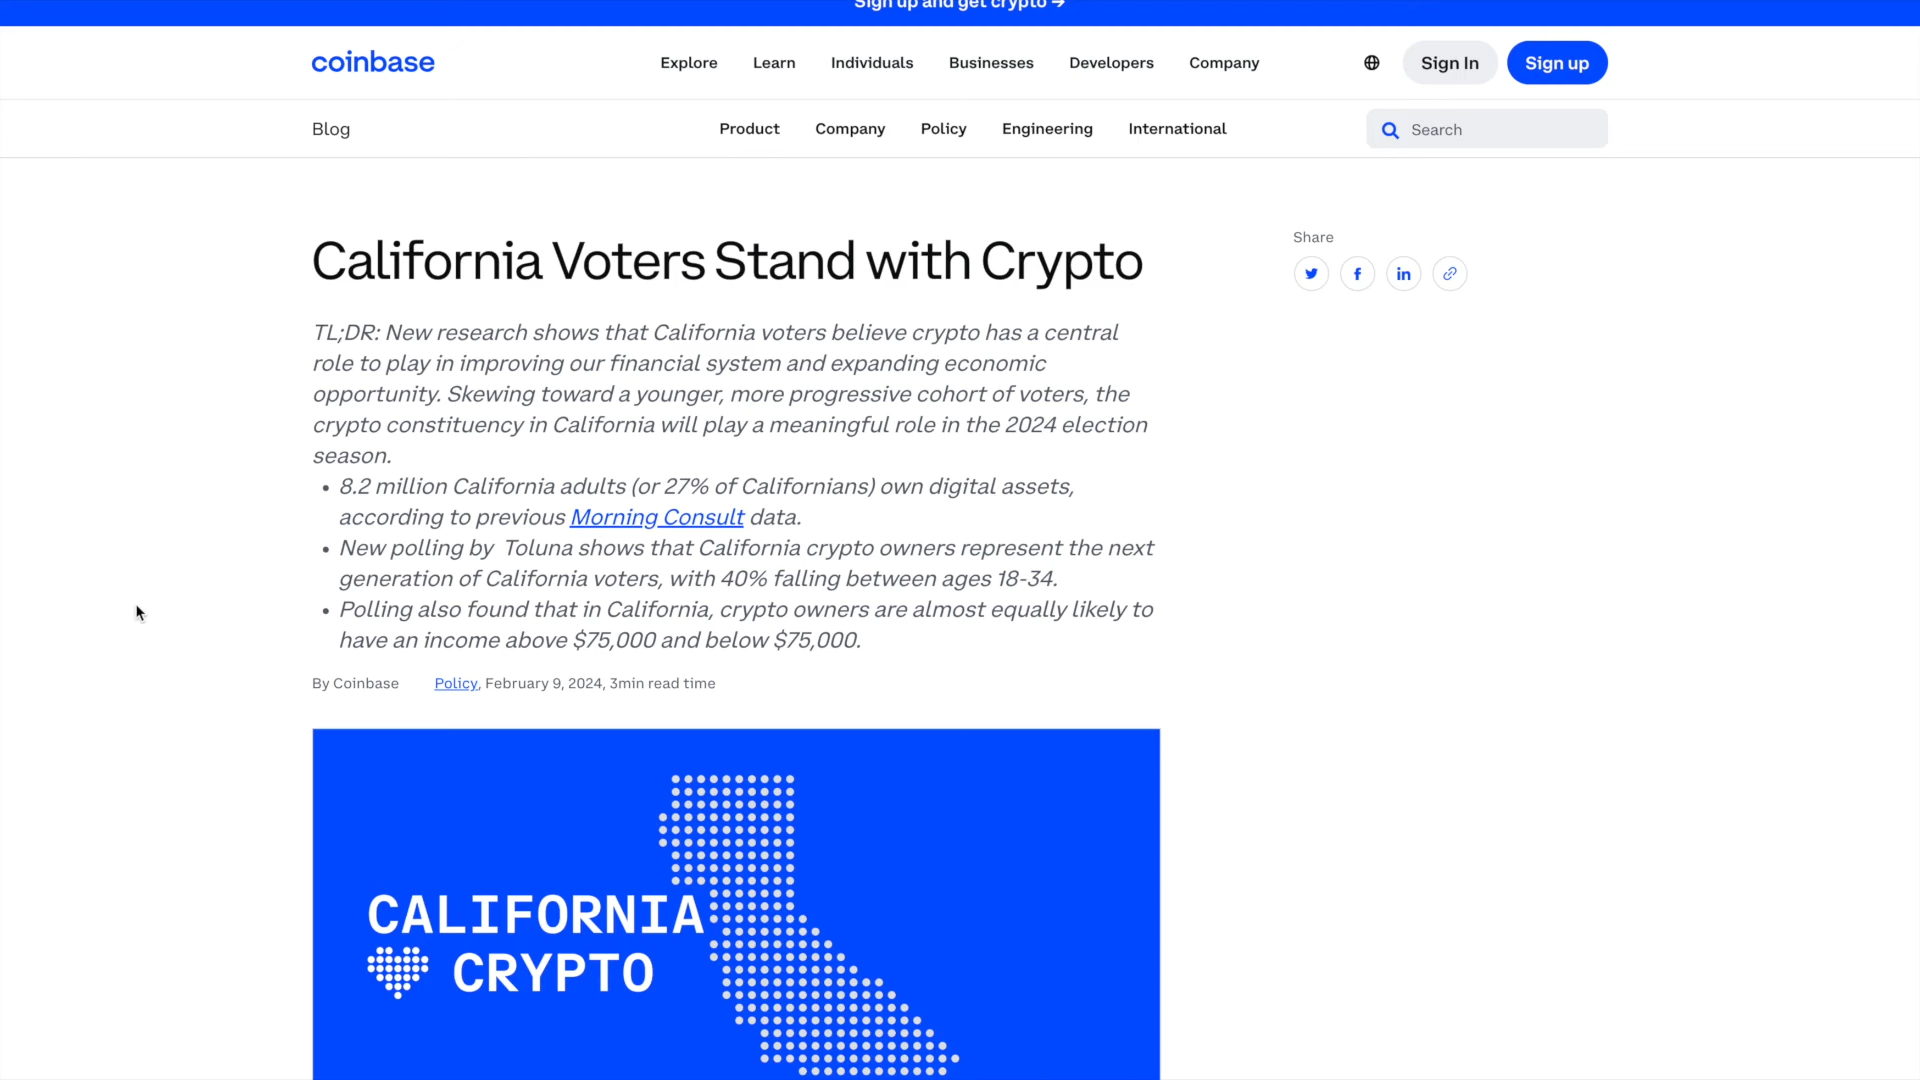 Sign up and get crypto →
coinbase
Explore Learn Individuals Businesses Developers Company
Sign In
Sign up
Blog
Product Company Policy Engineering International
Search
California Voters Stand with Crypto
Share
TL;DR: New research shows that California voters believe crypto has a central
role to play in improving our financial system and expanding economic
opportunity. Skewing toward a younger, more progressive cohort of voters, the
crypto constituency in California will play a meaningful role in the 2024 election
season.
• 8.2 million California adults (or 27% of Californians) own digital assets,
according to previous Morning Consult data.
• New polling by  Toluna shows that California crypto owners represent the next
generation of California voters, with 40% falling between ages 18-34.
• Polling also found that in California, crypto owners are almost equally likely to
have an income above $75,000 and below $75,000.
By Coinbase Policy, February 9, 2024, 3min read time
CALIFORNIA
CRYPTO